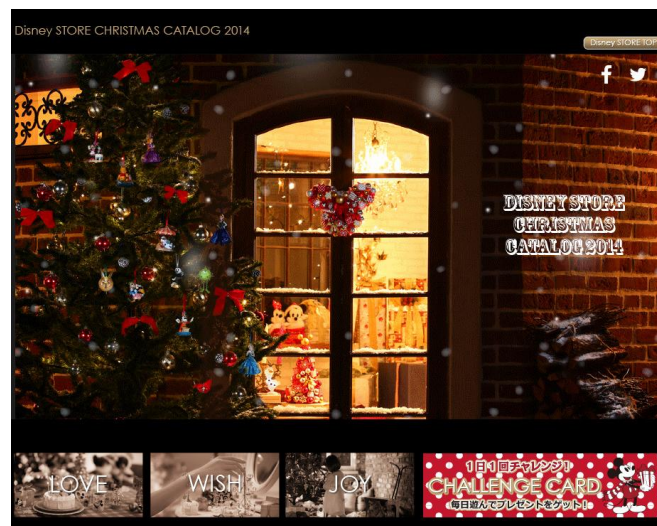 Disney STORE CHRISTMAS CATALOG 2014
Disney STORE TOP
DISNEY STORE
CHRISTMAS
CATALOG 2014
LOVE
WISH
JOY
1日1回チャレンジ!
CHALLENGE CARD
毎日遊んでプレゼントをゲット!